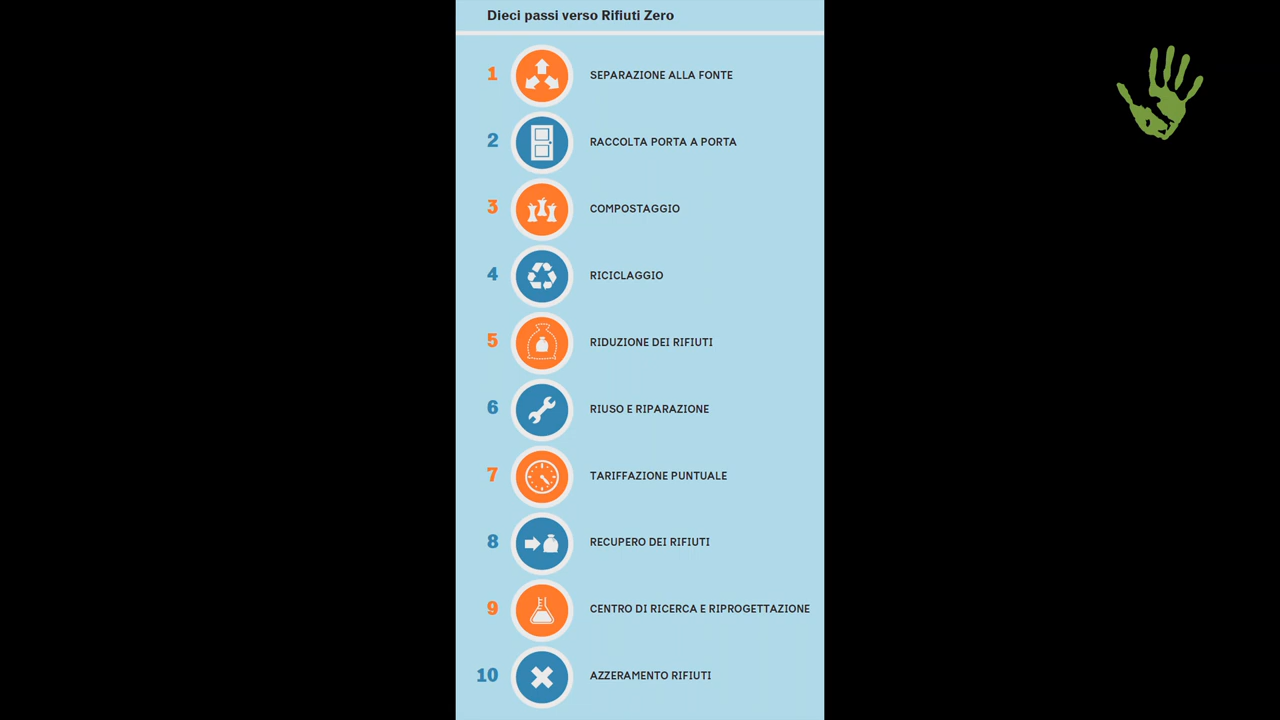 Dieci passi verso Rifiuti Zero
1 SEPARAZIONE ALLA FONTE
2 RACCOLTA PORTA A PORTA
3 COMPOSTAGGIO
4 RICICLAGGIO
5 RIDUZIONE DEI RIFIUTI
6 RIUSO E RIPARAZIONE
7 TARIFFAZIONE PUNTUALE
8 RECUPERO DEI RIFIUTI
9 CENTRO DI RICERCA E RIPROGETTAZIONE
10 AZZERAMENTO RIFIUTI